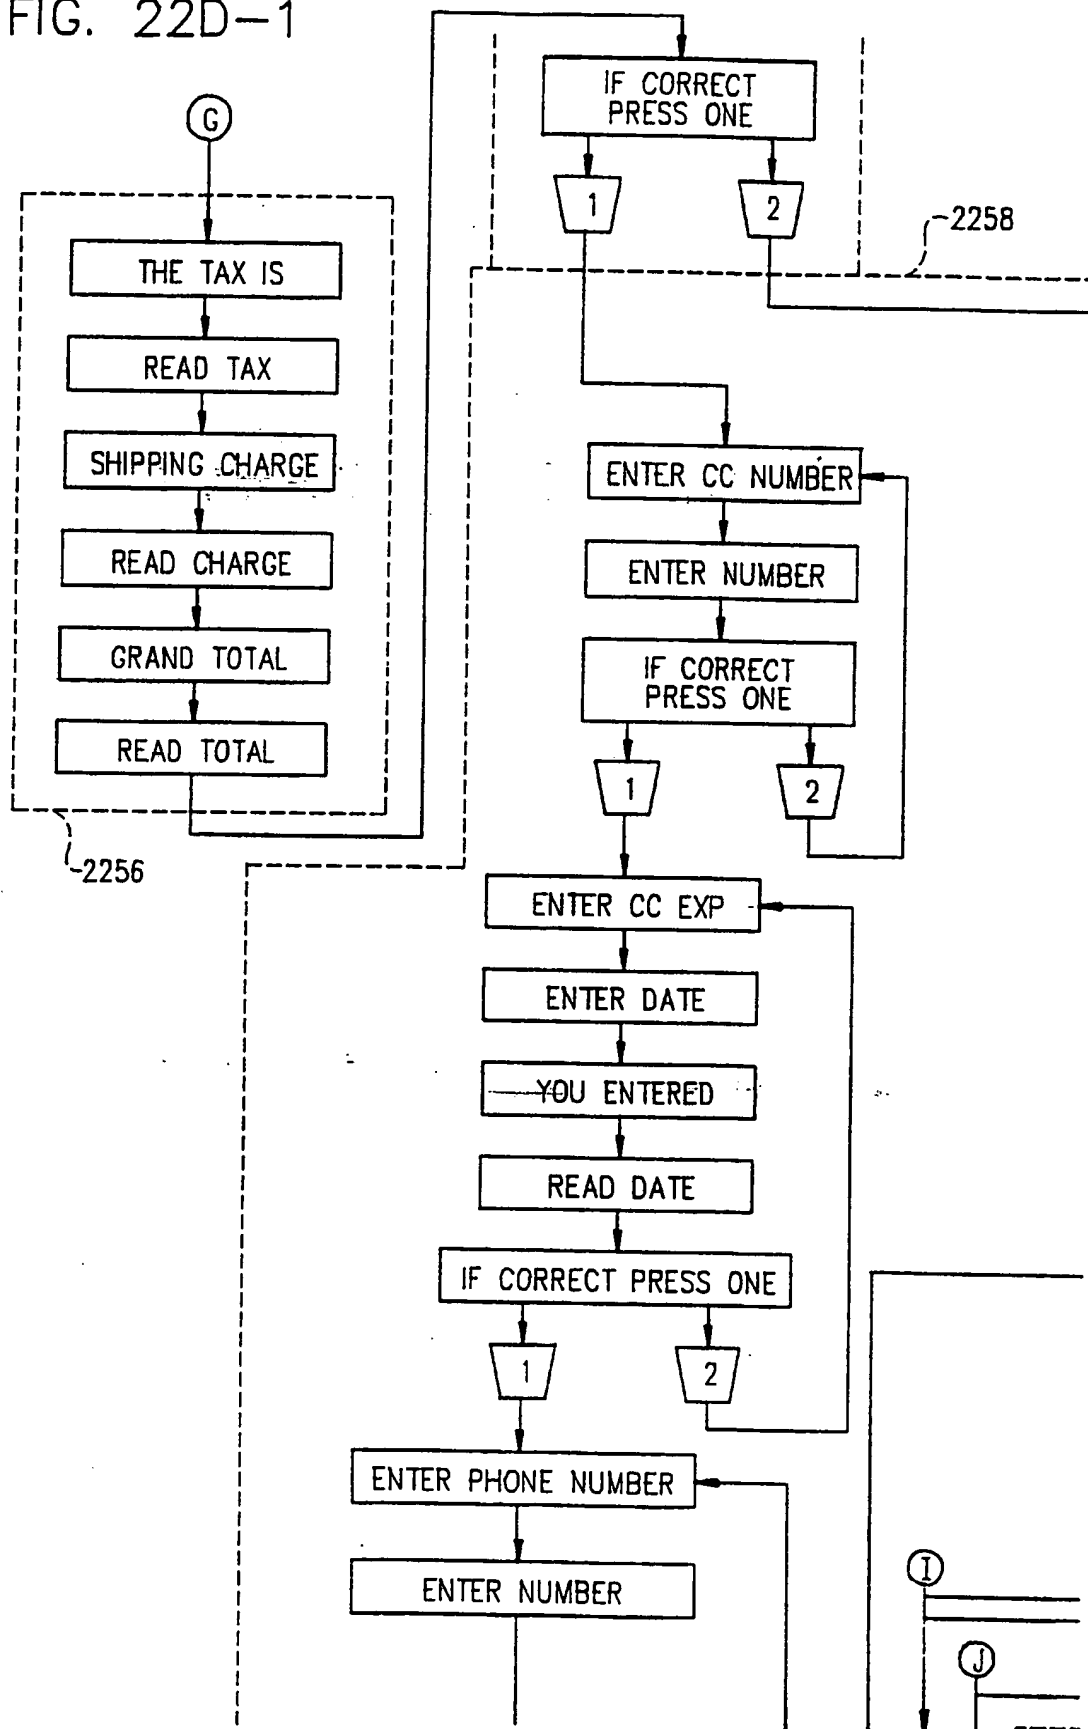 FIG. 22D-1
G
THE TAX IS
READ TAX
SHIPPING CHARGE
READ CHARGE
GRAND TOTAL
READ TOTAL
2256
IF CORRECT
PRESS ONE
1
2
2258
ENTER CC NUMBER
ENTER NUMBER
IF CORRECT
PRESS ONE
1
2
ENTER CC EXP
ENTER DATE
YOU ENTERED
READ DATE
IF CORRECT PRESS ONE
1
2
ENTER PHONE NUMBER
ENTER NUMBER
I
J